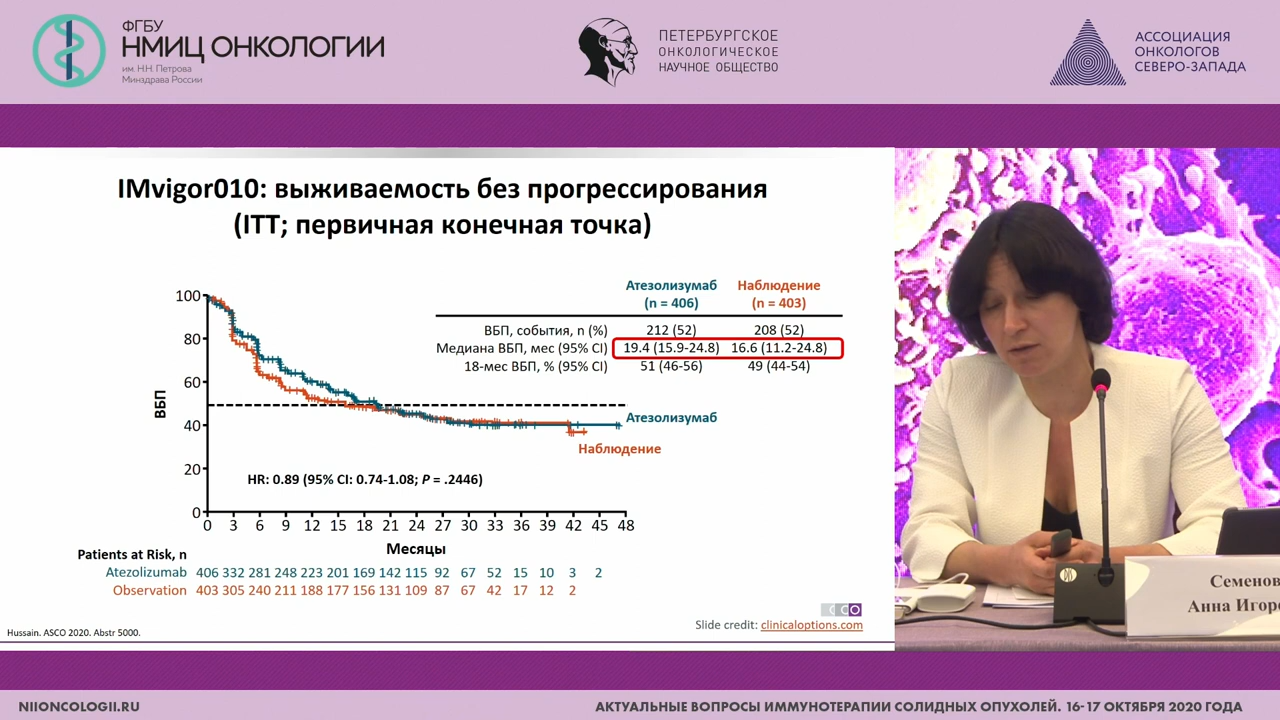 ФГБУ
НМИЦ ОНКОЛОГИИ
им. Н.Н. Петрова
Минздрава России
ПЕТЕРБУРГСКОЕ
ОНКОЛОГИЧЕСКОЕ
НАУЧНОЕ ОБЩЕСТВО
АССОЦИАЦИЯ
ОНКОЛОГОВ
СЕВЕРО-ЗАПАДА
IMvigor010: выживаемость без прогрессирования
(ITT; первичная конечная точка)
Атезолизумаб Наблюдение
(n = 406) (n = 403)
ВБП, события, n (%) 212 (52) 208 (52)
Медиана ВБП, мес (95% CI) 19.4 (15.9-24.8) 16.6 (11.2-24.8)
18-мес ВБП, % (95% CI) 51 (46-56) 49 (44-54)
100
80
60
40
20
0
ВБП
Атезолизумаб
Наблюдение
HR: 0.89 (95% CI: 0.74-1.08; P = .2446)
0 3 6 9 12 15 18 21 24 27 30 33 36 39 42 45 48
Месяцы
Patients at Risk, n
Atezolizumab 406 332 281 248 223 201 169 142 115 92 67 52 15 10 3 2
Observation 403 305 240 211 188 177 156 131 109 87 67 42 17 12 2
CCO
Slide credit: clinicaloptions.com
Hussain. ASCO 2020. Abstr 5000.
Семенов
Анна Игоре
NIIONCOLOGII.RU
АКТУАЛЬНЫЕ ВОПРОСЫ ИММУНОТЕРАПИИ СОЛИДНЫХ ОПУХОЛЕЙ. 16-17 ОКТЯБРЯ 2020 ГОДА